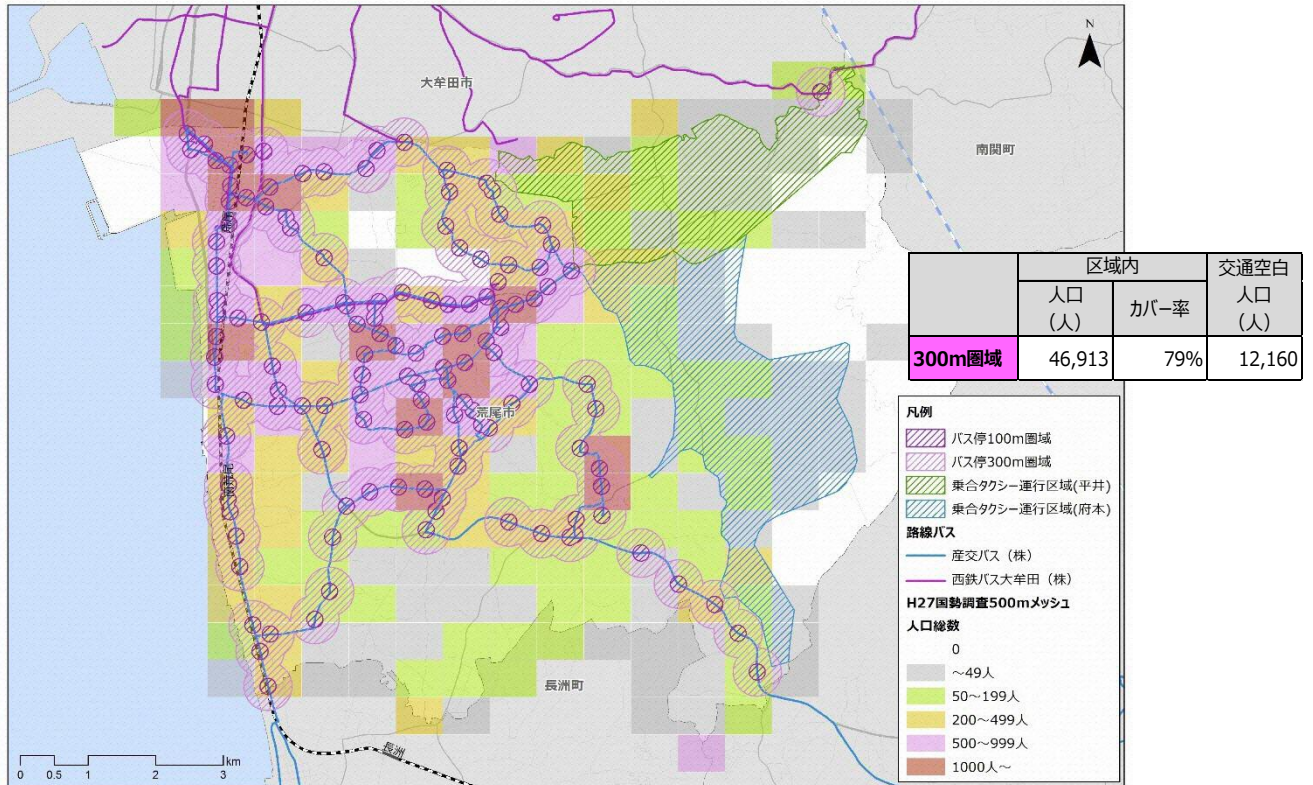 N
大牟田市
南関町
荒尾
荒尾市
南荒尾
長洲町
長洲
0 0.5 1 2 3 km
区域内 交通空白
人口（人） カバー率 人口（人）
300m圏域 46,913 79% 12,160
凡例
バス停100m圏域
バス停300m圏域
乗合タクシー運行区域(平井)
乗合タクシー運行区域(府本)
路線バス
産交バス（株）
西鉄バス大牟田（株）
H27国勢調査500mメッシュ
人口総数
0
～49人
50～199人
200～499人
500～999人
1000人～